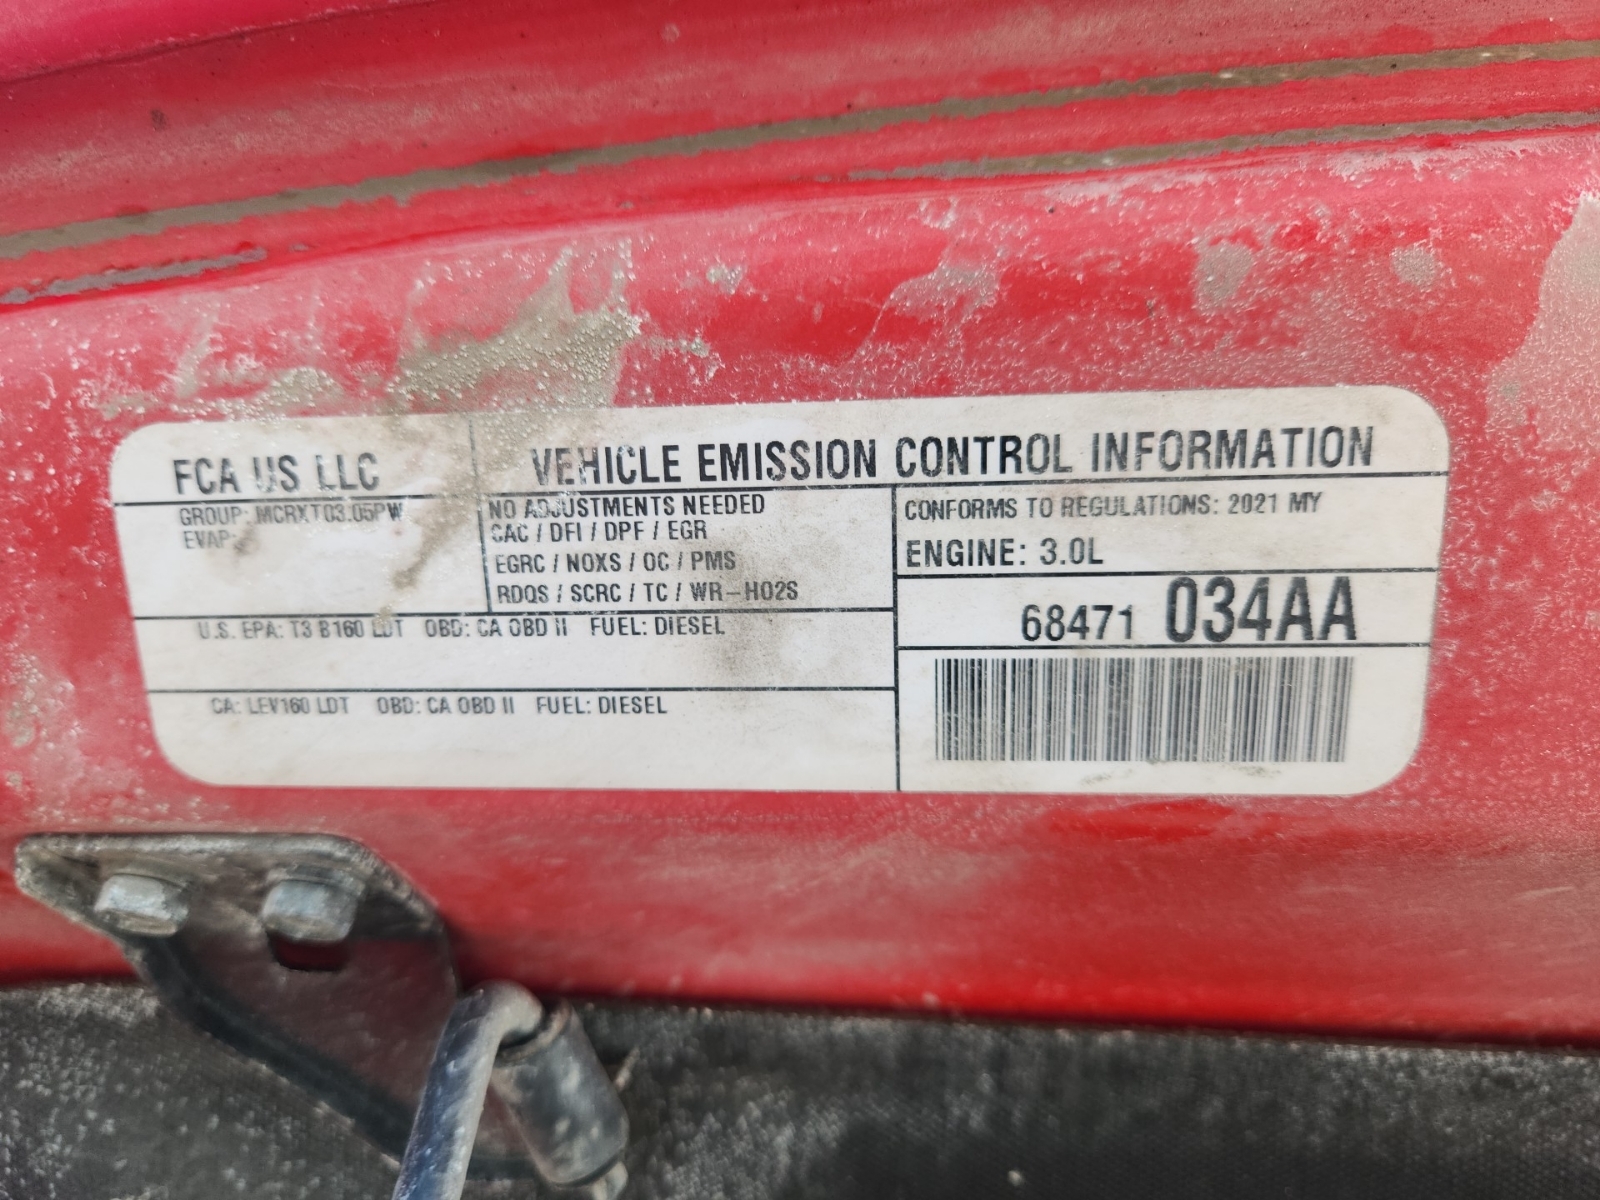 FCA US LLC
VEHICLE EMISSION CONTROL INFORMATION
GROUP: MCRXT03.05PW
EVAP:
NO ADJUSTMENTS NEEDED
CAC / DFI / DPF / EGR
EGRC / NOXS / OC / PMS
RDQS / SCRC / TC / WR-HO2S
CONFORMS TO REGULATIONS: 2021 MY
ENGINE: 3.0L
68471 034AA
U.S. EPA: T3 B160 LDT OBD: CA OBD II FUEL: DIESEL
CA: LEV160 LDT OBD: CA OBD II FUEL: DIESEL